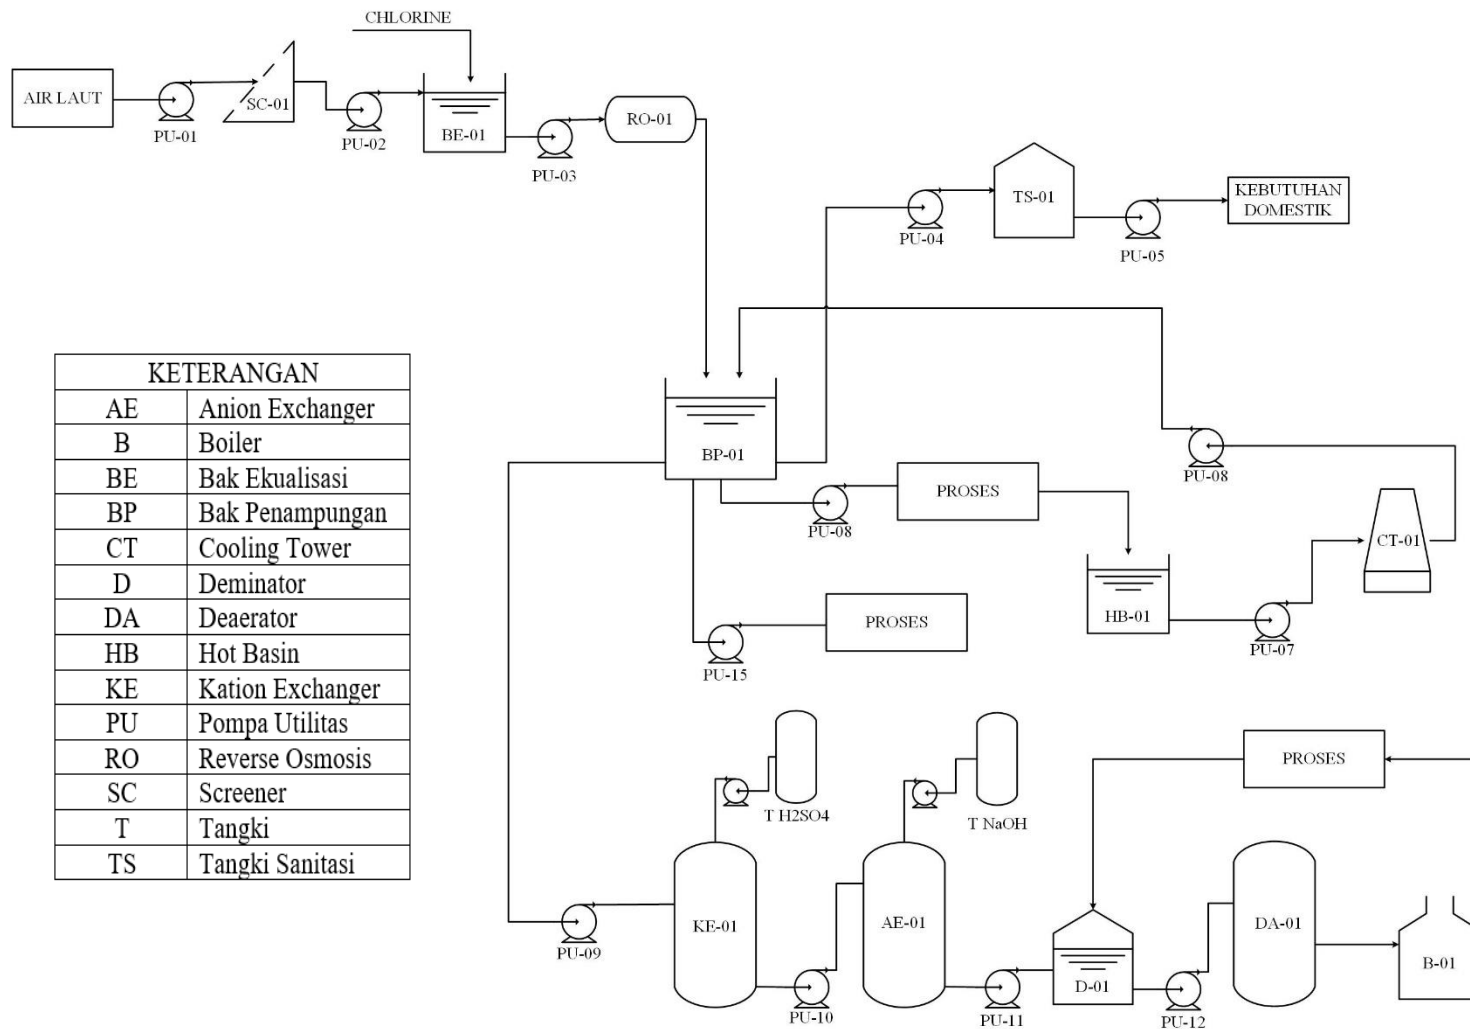 CHLORINE
AIR LAUT
PU-01
SC-01
PU-02
BE-01
PU-03
RO-01
PU-04
TS-01
PU-05
KEBUTUHAN
DOMESTIK
KETERANGAN
AE Anion Exchanger
B Boiler
BE Bak Ekualisasi
BP Bak Penampungan
CT Cooling Tower
D Deminator
DA Deaerator
HB Hot Basin
KE Kation Exchanger
PU Pompa Utilitas
RO Reverse Osmosis
SC Screener
T Tangki
TS Tangki Sanitasi
BP-01
PU-08
PROSES
PU-08
CT-01
HB-01
PU-07
PROSES
PU-15
T H2SO4
T NaOH
PROSES
PU-09
KE-01
PU-10
AE-01
PU-11
D-01
PU-12
DA-01
B-01